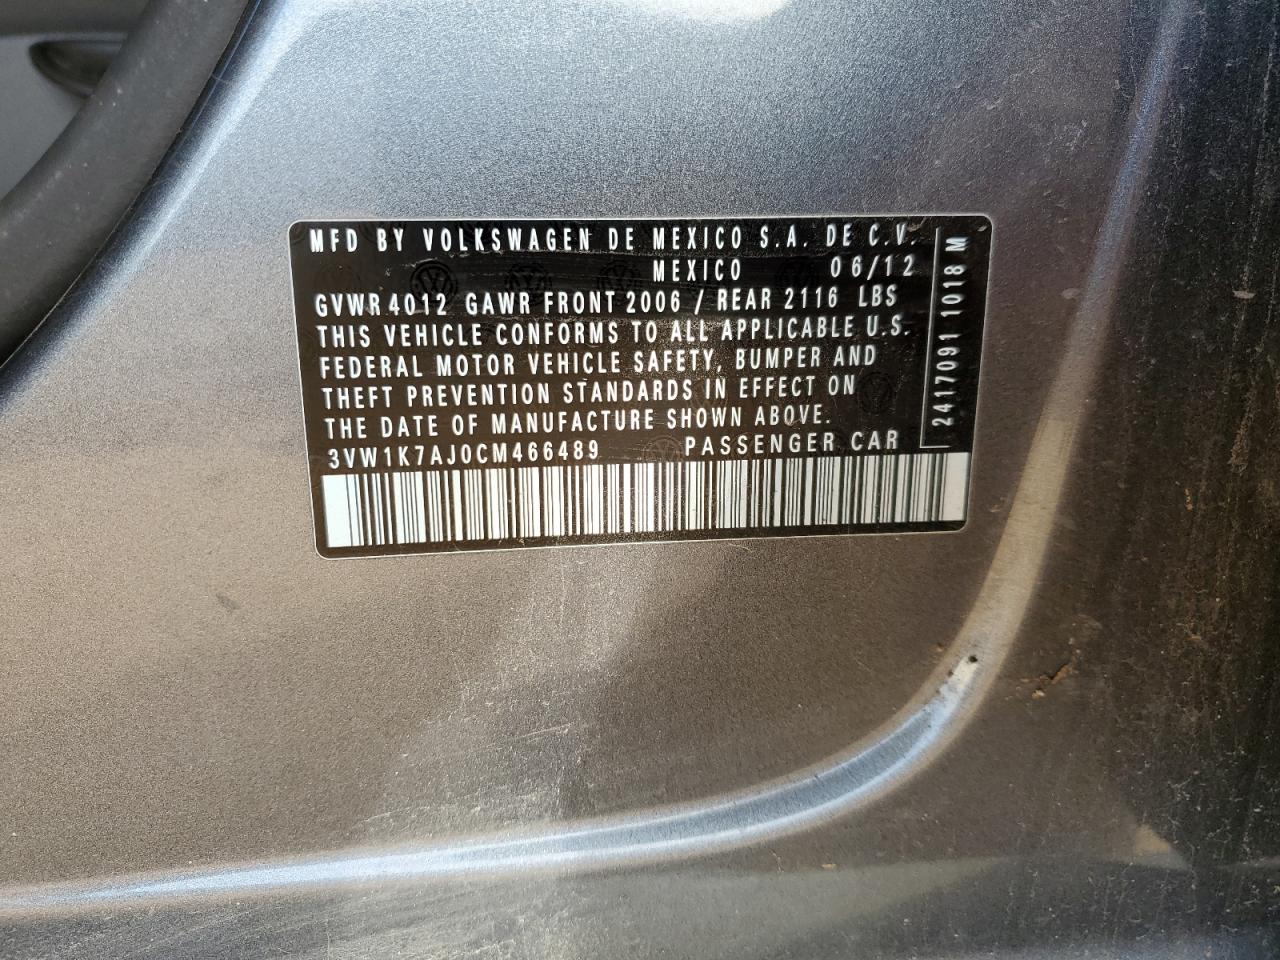 MFD BY VOLKSWAGEN DE MEXICO S.A. DE C.V.
MEXICO 06/12
GVWR 4012 GAWR FRONT 2006 / REAR 2116 LBS
THIS VEHICLE CONFORMS TO ALL APPLICABLE U.S.
FEDERAL MOTOR VEHICLE SAFETY, BUMPER AND
THEFT PREVENTION STANDARDS IN EFFECT ON
THE DATE OF MANUFACTURE SHOWN ABOVE.
3VW1K7AJ0CM466489 PASSENGER CAR
2417091 1018 M